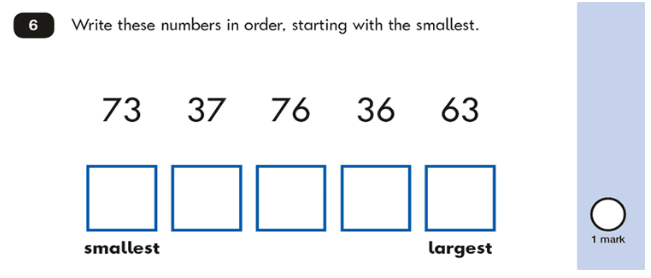 6 Write these numbers in order, starting with the smallest.
73 37 76 36 63
smallest largest
1 mark